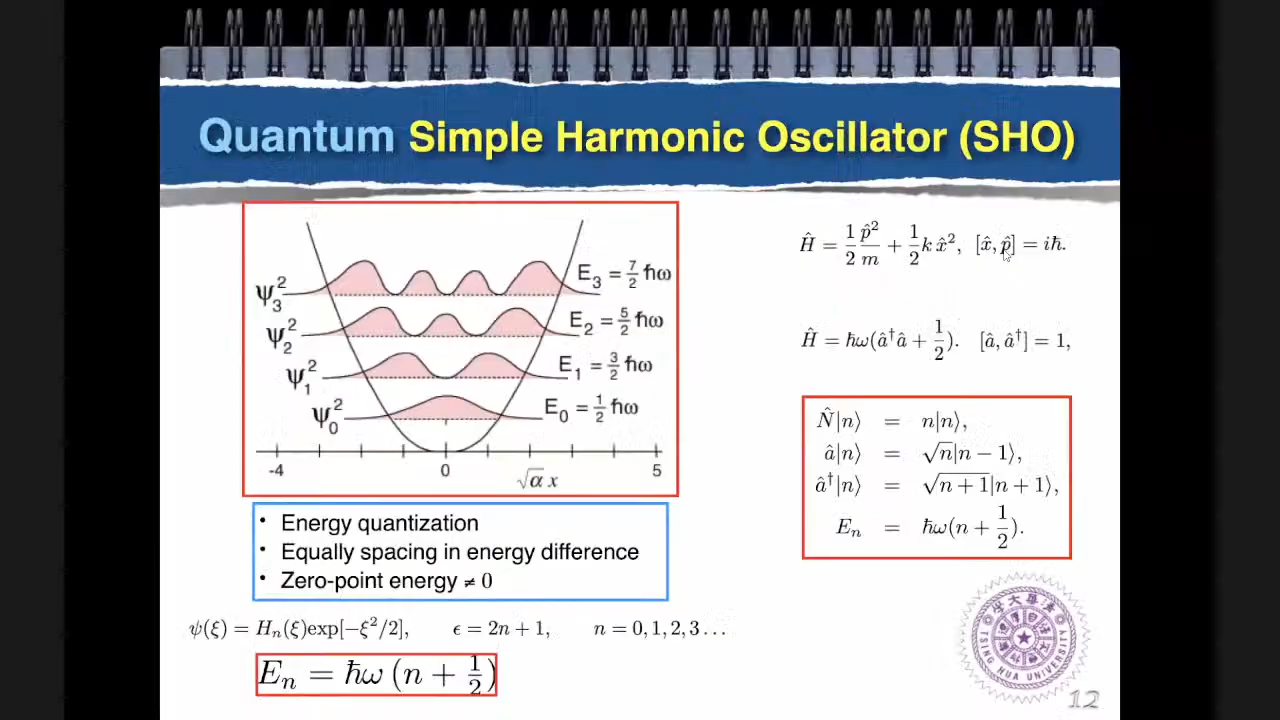 Quantum Simple Harmonic Oscillator (SHO)
ψ₃² E₃ = 7/2 ħω
ψ₂² E₂ = 5/2 ħω
ψ₁² E₁ = 3/2 ħω
ψ₀² E₀ = 1/2 ħω
-4 0 5
√α x
• Energy quantization
• Equally spacing in energy difference
• Zero-point energy ≠ 0
ψ(ξ) = Hₙ(ξ)exp[−ξ²/2], ϵ = 2n + 1, n = 0, 1, 2, 3 . . .
Eₙ = ħω (n + 1/2)
Ĥ = 1/2 p̂²/m + 1/2 k x̂², [x̂, p̂] = iħ.
Ĥ = ħω(â†â + 1/2). [â, â†] = 1,
N̂|n⟩ = n|n⟩,
â|n⟩ = √n|n − 1⟩,
â†|n⟩ = √(n + 1)|n + 1⟩,
Eₙ = ħω(n + 1/2).
TSING HUA UNIVERSITY
12